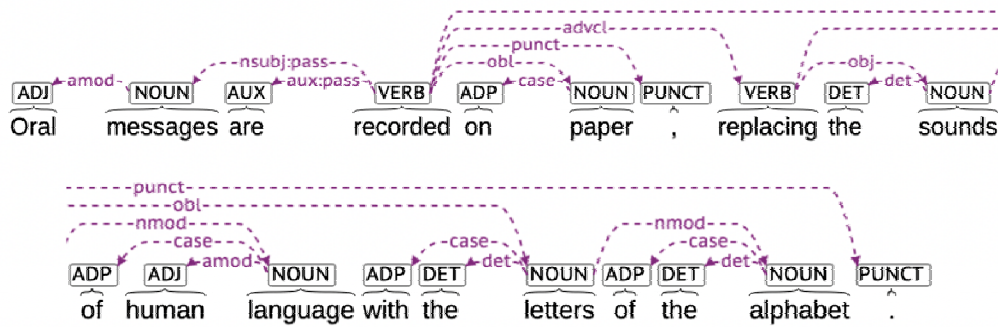 advcl
punct
nsubj:pass obl obj
amod aux:pass case det
ADJ NOUN AUX VERB ADP NOUN PUNCT VERB DET NOUN
Oral messages are recorded on paper , replacing the sounds
punct
obl
nmod nmod
case case case
amod det det
ADP ADJ NOUN ADP DET NOUN ADP DET NOUN PUNCT
of human language with the letters of the alphabet .